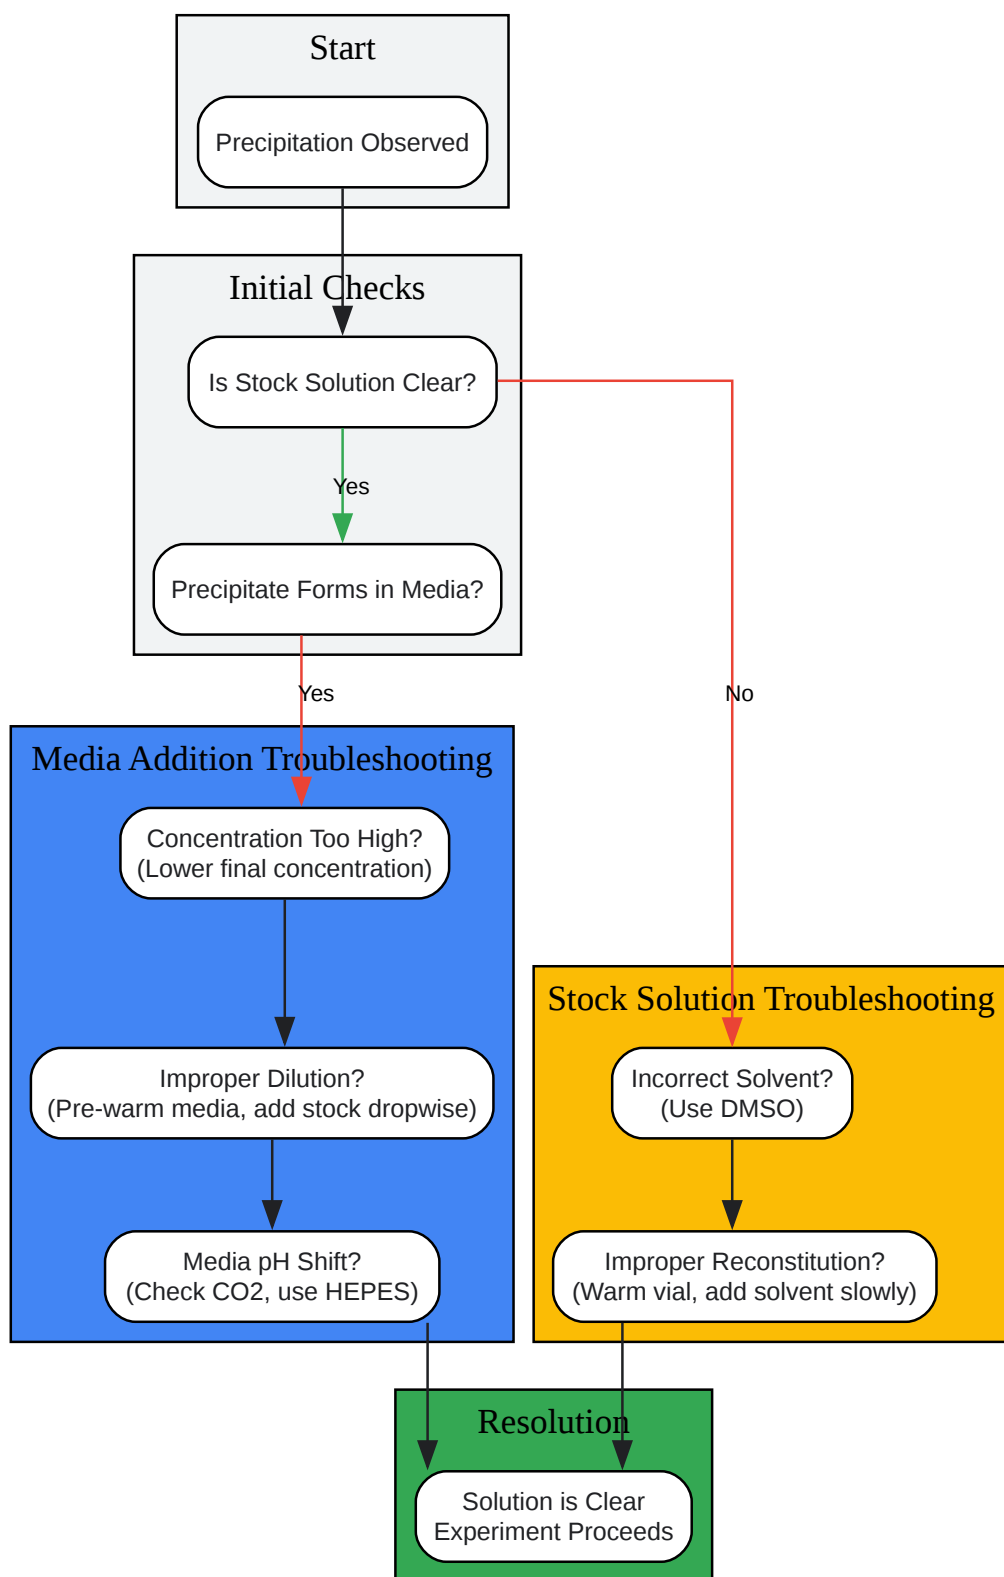 Start
Precipitation Observed
Initial Checks
Is Stock Solution Clear?
Yes
Precipitate Forms in Media?
Yes
No
Media Addition Troubleshooting
Concentration Too High?
(Lower final concentration)
Improper Dilution?
(Pre-warm media, add stock dropwise)
Media pH Shift?
(Check CO2, use HEPES)
Stock Solution Troubleshooting
Incorrect Solvent?
(Use DMSO)
Improper Reconstitution?
(Warm vial, add solvent slowly)
Resolution
Solution is Clear
Experiment Proceeds